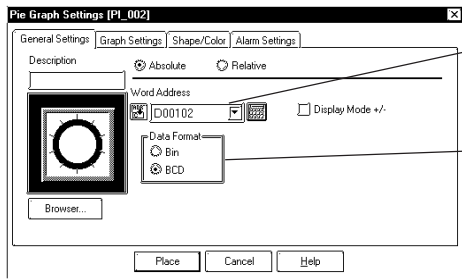 Pie Graph Settings [PI_002]
General Settings Graph Settings Shape/Color Alarm Settings
Description
Absolute Relative
Word Address
D00102
Display Mode +/-
Data Format
Bin
BCD
Browser...
Place Cancel Help